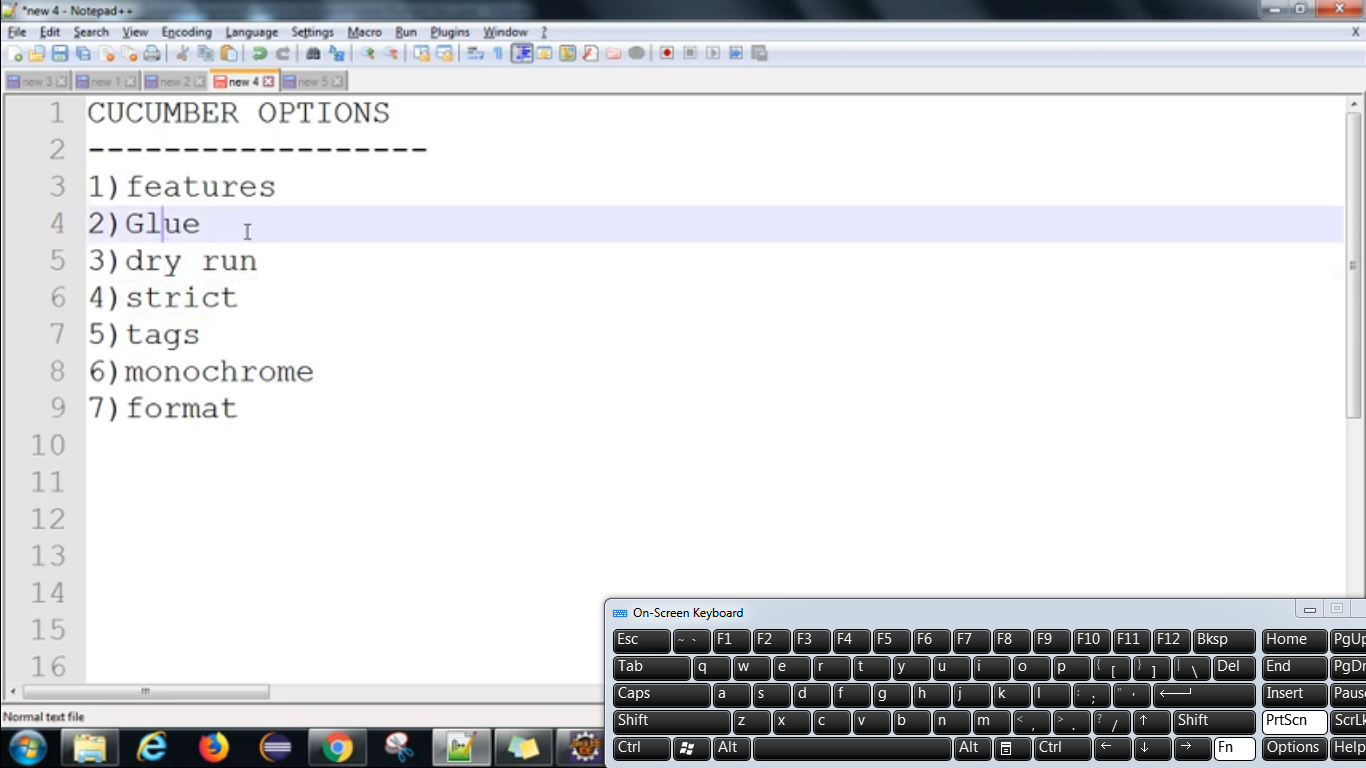 *new 4 - Notepad++
File Edit Search View Encoding Language Settings Macro Run Plugins Window ? X
new 3 new 1 new 2 new 4 new 5
1 CUCUMBER OPTIONS
2 ------------------
3 1)features
4 2)Glue
5 3)dry run
6 4)strict
7 5)tags
8 6)monochrome
9 7)format
10
11
12
13
14
15
16
Normal text file
On-Screen Keyboard
Esc ~ ` F1 F2 F3 F4 F5 F6 F7 F8 F9 F10 F11 F12 Bksp Home PgUp
Tab q w e r t y u i o p { [ } ] | \ Del End PgDn
Caps a s d f g h j k l : ; " ' Insert Pause
Shift z x c v b n m < , > . ? / ↑ Shift PrtScn ScrLk
Ctrl Alt Alt Ctrl ← ↓ → Fn Options Help